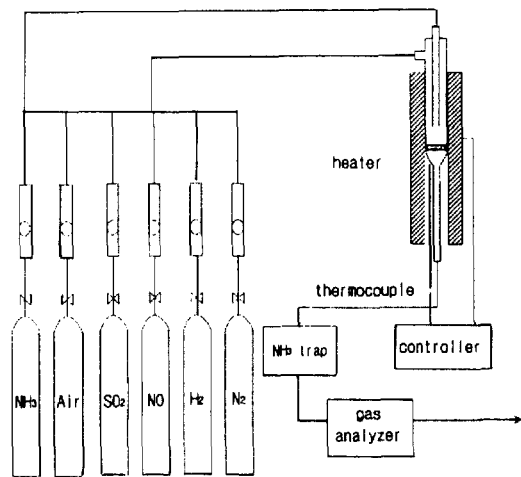 heater
thermocouple
NH₃ trap
controller
NH₃ Air SO₂ NO H₂ N₂
gas
analyzer